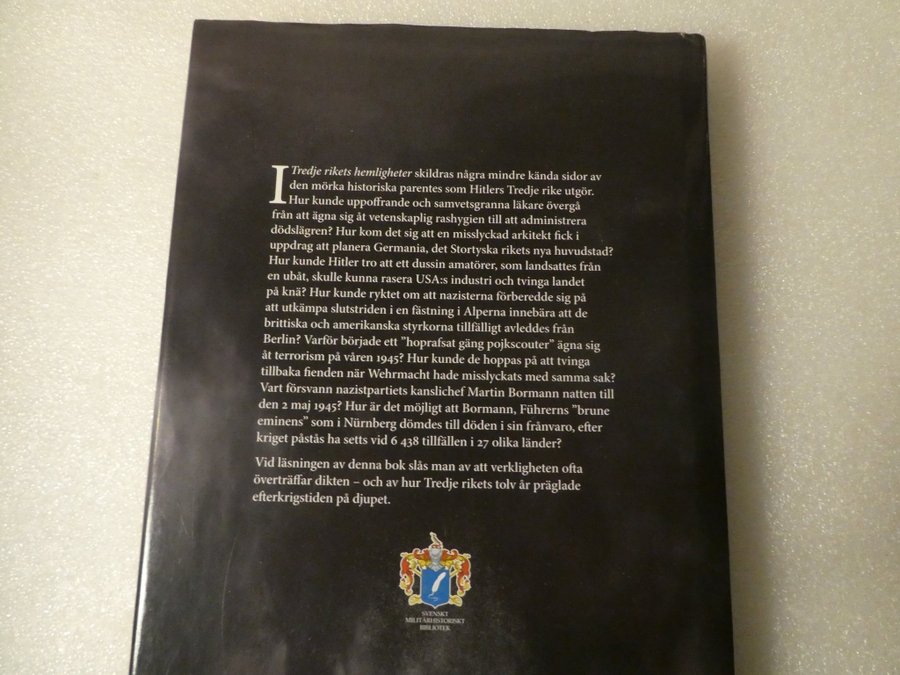 I Tredje rikets hemligheter skildras några mindre kända sidor av
den mörka historiska parentes som Hitlers Tredje rike utgör.
Hur kunde uppoffrande och samvetsgranna läkare övergå
från att ägna sig åt vetenskaplig rashygien till att administrera
dödslägren? Hur kom det sig att en misslyckad arkitekt fick i
uppdrag att planera Germania, det Stortyska rikets nya huvudstad?
Hur kunde Hitler tro att ett dussin amatörer, som landsattes från
en ubåt, skulle kunna rasera USA:s industri och tvinga landet
på knä? Hur kunde ryktet om att nazisterna förberedde sig på
att utkämpa slutstriden i en fästning i Alperna innebära att de
brittiska och amerikanska styrkorna tillfälligt avleddes från
Berlin? Varför började ett ”hoprafsat gäng pojkscouter” ägna sig
åt terrorism på våren 1945? Hur kunde de hoppas på att tvinga
tillbaka fienden när Wehrmacht hade misslyckats med samma sak?
Vart försvann nazistpartiets kanslichef Martin Bormann natten till
den 2 maj 1945? Hur är det möjligt att Bormann, Führerns ”brune
eminens” som i Nürnberg dömdes till döden i sin frånvaro, efter
kriget påstås ha setts vid 6 438 tillfällen i 27 olika länder?
Vid läsningen av denna bok slås man av att verkligheten ofta
överträffar dikten – och av hur Tredje rikets tolv år präglade
efterkrigstiden på djupet.
SVENSKT
MILITÄRHISTORISKT
BIBLIOTEK